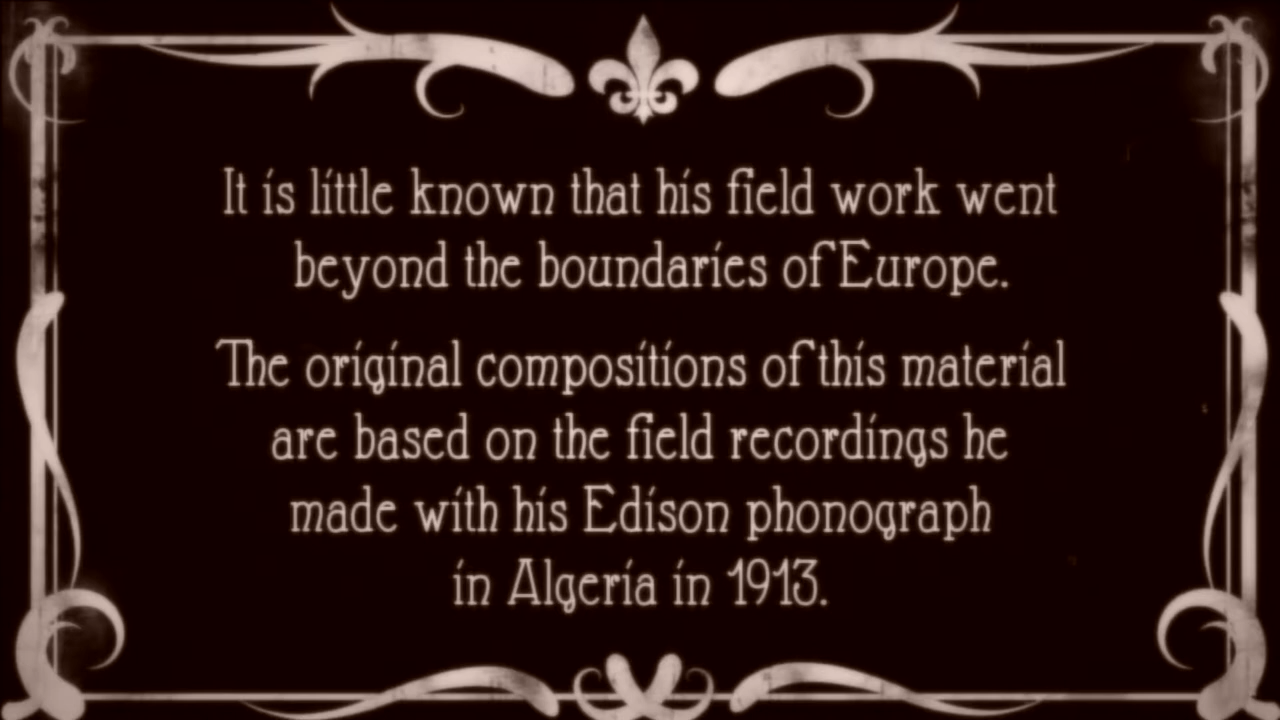 It is little known that his field work went
beyond the boundaries of Europe.
The original compositions of this material
are based on the field recordings he
made with his Edison phonograph
in Algeria in 1913.